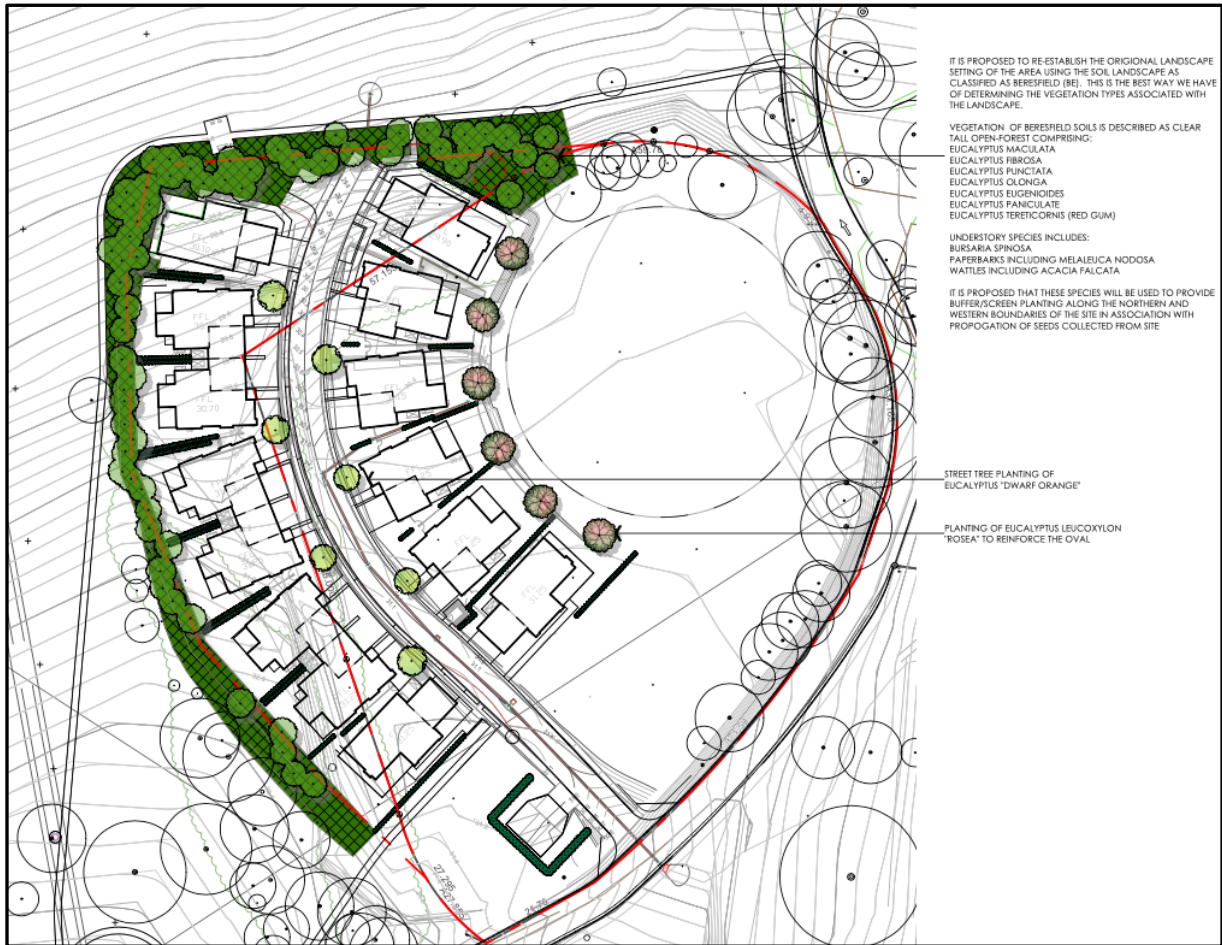 IT IS PROPOSED TO RE-ESTABLISH THE ORIGIONAL LANDSCAPE
SETTING OF THE AREA USING THE SOIL LANDSCAPE AS
CLASSIFIED AS BERESFIELD (BE). THIS IS THE BEST WAY WE HAVE
OF DETERMINING THE VEGETATION TYPES ASSOCIATED WITH
THE LANDSCAPE.
VEGETATION OF BERESFIELD SOILS IS DESCRIBED AS CLEAR
TALL OPEN-FOREST COMPRISING:
EUCALYPTUS MACULATA
EUCALYPTUS FIBROSA
EUCALYPTUS PUNCTATA
EUCALYPTUS OLONGA
EUCALYPTUS EUGENIOIDES
EUCALYPTUS PANICULATE
EUCALYPTUS TERETICORNIS (RED GUM)
UNDERSTORY SPECIES INCLUDES:
BURSARIA SPINOSA
PAPERBARKS INCLUDING MELALEUCA NODOSA
WATTLES INCLUDING ACACIA FALCATA
IT IS PROPOSED THAT THESE SPECIES WILL BE USED TO PROVIDE
BUFFER/SCREEN PLANTING ALONG THE NORTHERN AND
WESTERN BOUNDARIES OF THE SITE IN ASSOCIATION WITH
PROPOGATION OF SEEDS COLLECTED FROM SITE
STREET TREE PLANTING OF
EUCALYPTUS "DWARF ORANGE"
PLANTING OF EUCALYPTUS LEUCOXYLON
"ROSEA" TO REINFORCE THE OVAL
FFL
30.70
FFL
31.25
27.295